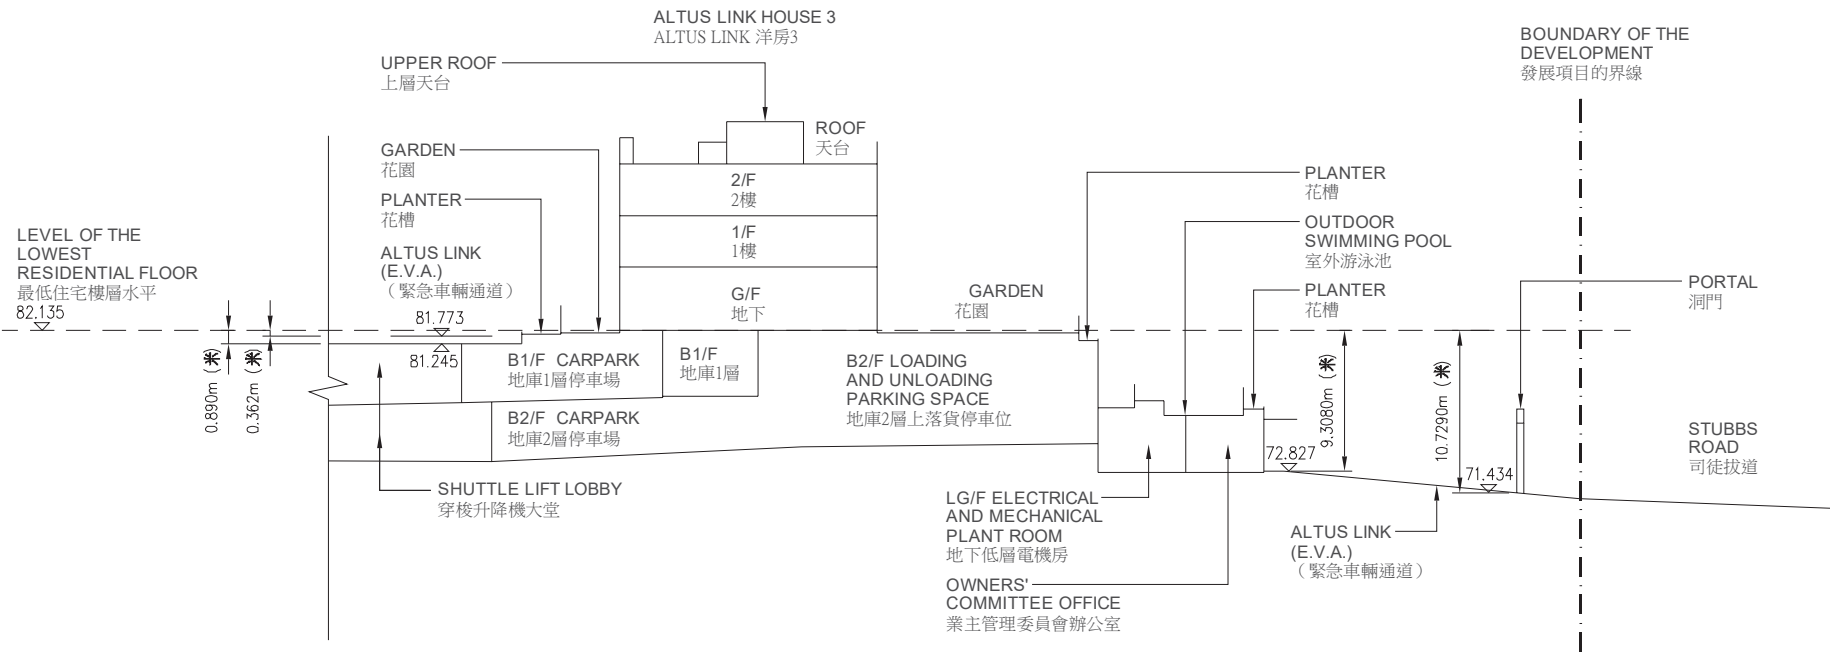 ALTUS LINK HOUSE 3
ALTUS LINK 洋房3
UPPER ROOF
上層天台
ROOF
天台
GARDEN
花園
PLANTER
花槽
ALTUS LINK
(E.V.A.)
（緊急車輛通道）
LEVEL OF THE
LOWEST
RESIDENTIAL FLOOR
最低住宅樓層水平
82.135
81.773
81.245
0.890m (米)
0.362m (米)
2/F
2樓
1/F
1樓
G/F
地下
GARDEN
花園
B1/F CARPARK
地庫1層停車場
B1/F
地庫1層
B2/F CARPARK
地庫2層停車場
B2/F LOADING
AND UNLOADING
PARKING SPACE
地庫2層上落貨停車位
SHUTTLE LIFT LOBBY
穿梭升降機大堂
PLANTER
花槽
OUTDOOR
SWIMMING POOL
室外游泳池
PLANTER
花槽
LG/F ELECTRICAL
AND MECHANICAL
PLANT ROOM
地下低層電機房
OWNERS'
COMMITTEE OFFICE
業主管理委員會辦公室
72.827
9.3080m (米)
10.7290m (米)
71.434
ALTUS LINK
(E.V.A.)
（緊急車輛通道）
BOUNDARY OF THE
DEVELOPMENT
發展項目的界線
PORTAL
洞門
STUBBS
ROAD
司徒拔道